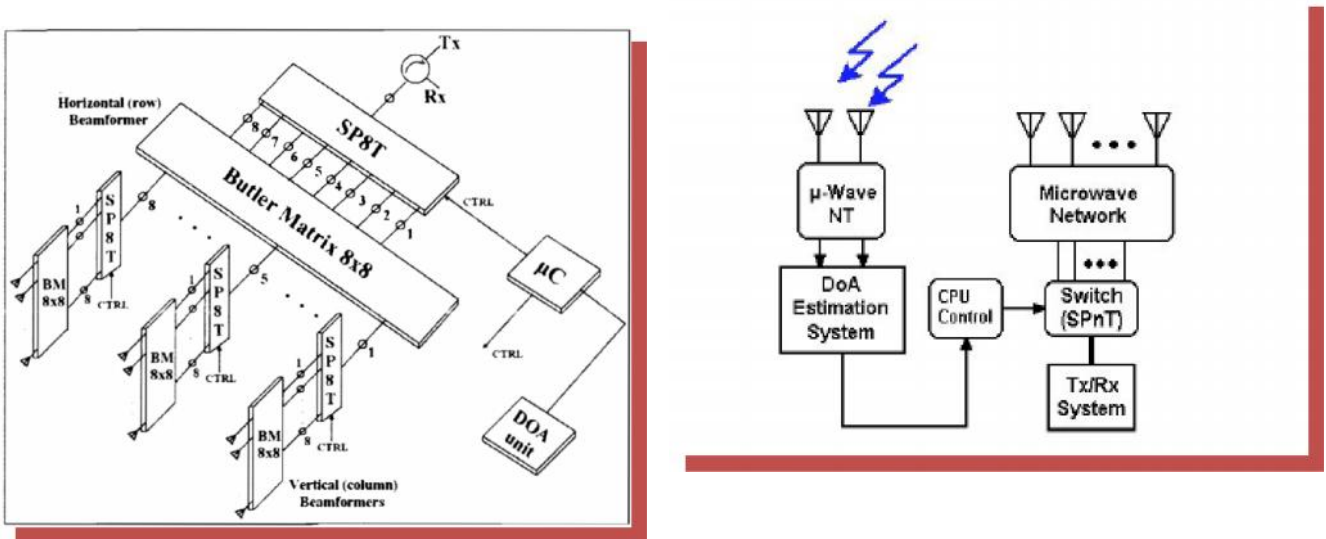 Tx
Rx
Horizontal (row)
Beamformer
SP8T
8
7
6
5
4
3
2
1
CTRL
Butler Matrix 8x8
8
5
1
µC
CTRL
DOA
unit
1
SP8T
BM
8x8
8
CTRL
1
SP8T
BM
8x8
8
CTRL
1
SP8T
BM
8x8
8
CTRL
Vertical (column)
Beamformers
µ-Wave
NT
Microwave
Network
DoA
Estimation
System
CPU
Control
Switch
(SPnT)
Tx/Rx
System